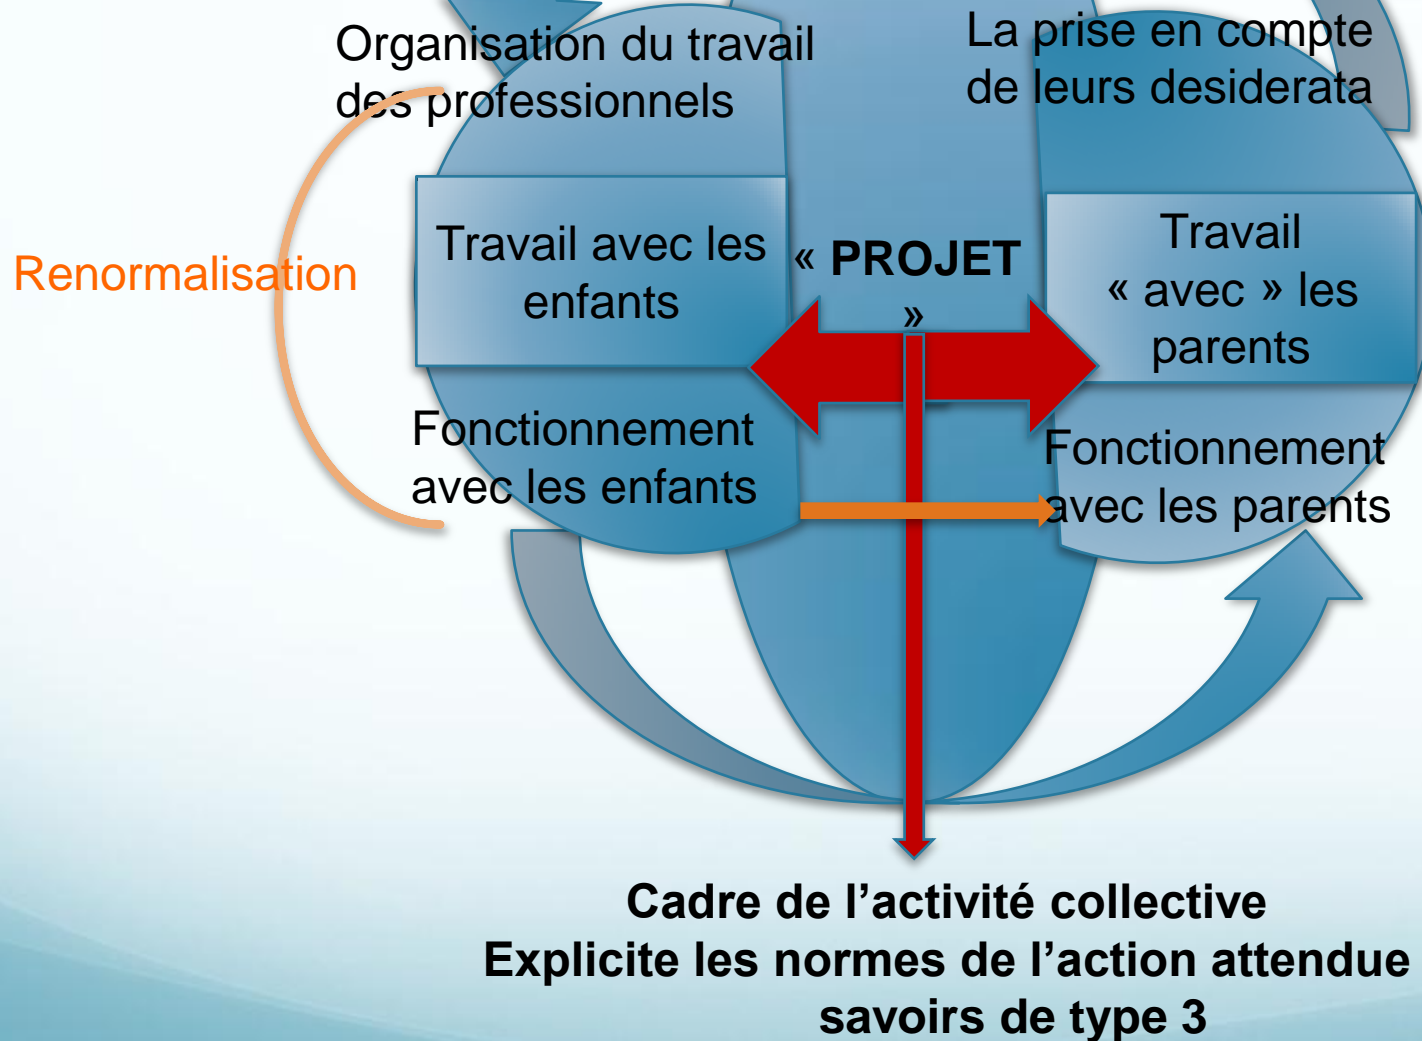 Organisation du travail
des professionnels
La prise en compte
de leurs desiderata
Renormalisation
Travail avec les
enfants
« PROJET
»
Travail
« avec » les
parents
Fonctionnement
avec les enfants
Fonctionnement
avec les parents
Cadre de l’activité collective
Explicite les normes de l’action attendue
savoirs de type 3